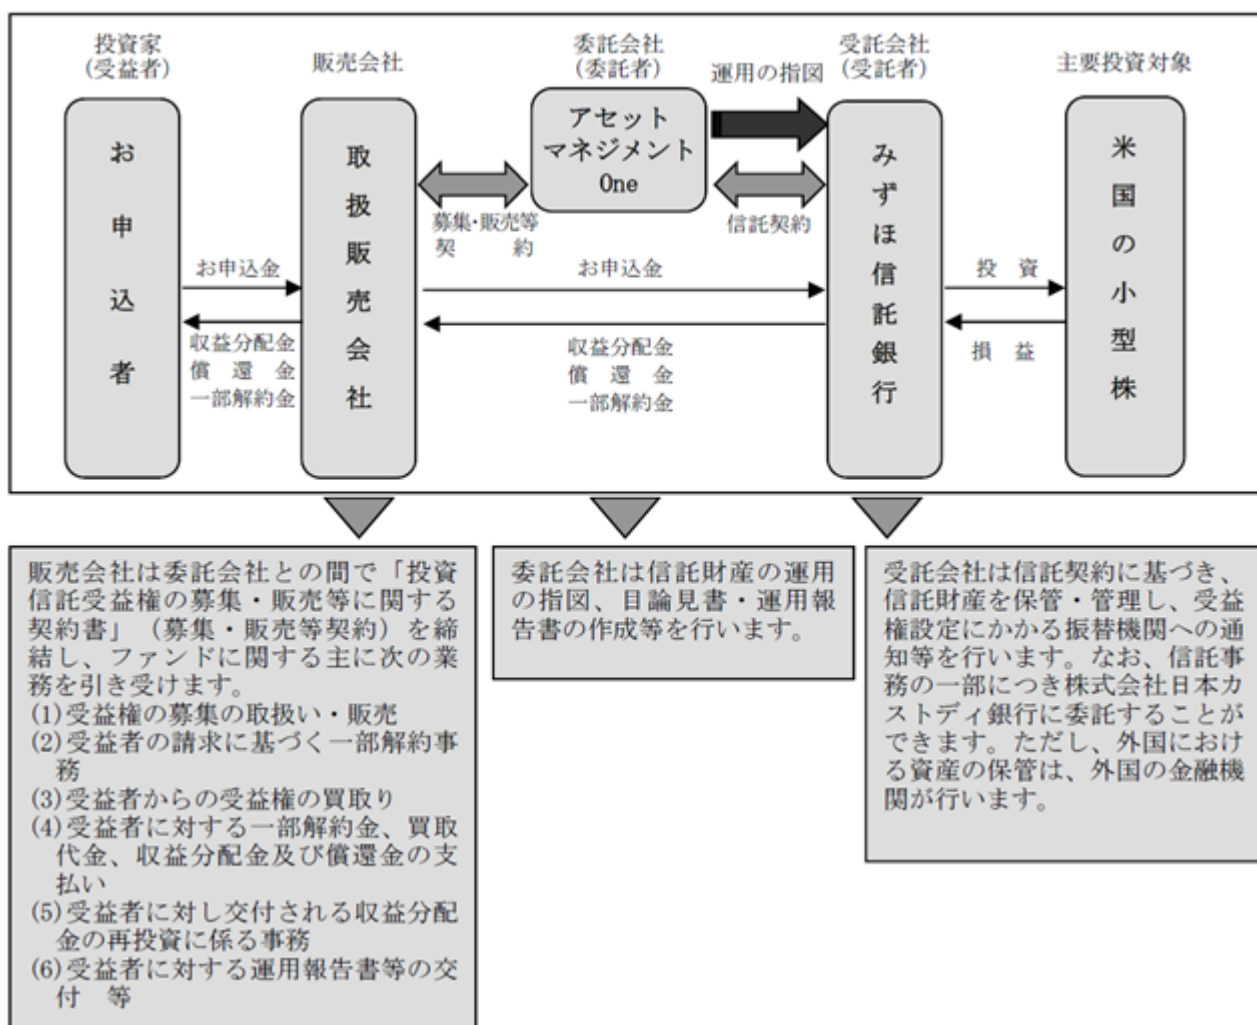 投資家
(受益者)
販売会社
委託会社
(委託者)
運用の指図
受託会社
(受託者)
主要投資対象
お申込者
取扱販売会社
アセット
マネジメント
One
みずほ信託銀行
米国の小型株
募集・販売等
契　　約
信託契約
お申込金
お申込金
投　資
収益分配金
償　還　金
一部解約金
収益分配金
償　還　金
一部解約金
損　益
販売会社は委託会社との間で「投資
信託受益権の募集・販売等に関する
契約書」（募集・販売等契約）を締
結し、ファンドに関する主に次の業
務を引き受けます。
(1)受益権の募集の取扱い・販売
(2)受益者の請求に基づく一部解約事
務
(3)受益者からの受益権の買取り
(4)受益者に対する一部解約金、買取
代金、収益分配金及び償還金の支
払い
(5)受益者に対し交付される収益分配
金の再投資に係る事務
(6)受益者に対する運用報告書等の交
付　等
委託会社は信託財産の運用
の指図、目論見書・運用報
告書の作成等を行います。
受託会社は信託契約に基づき、
信託財産を保管・管理し、受益
権設定にかかる振替機関への通
知等を行います。なお、信託事
務の一部につき株式会社日本カ
ストディ銀行に委託することが
できます。ただし、外国におけ
る資産の保管は、外国の金融機
関が行います。